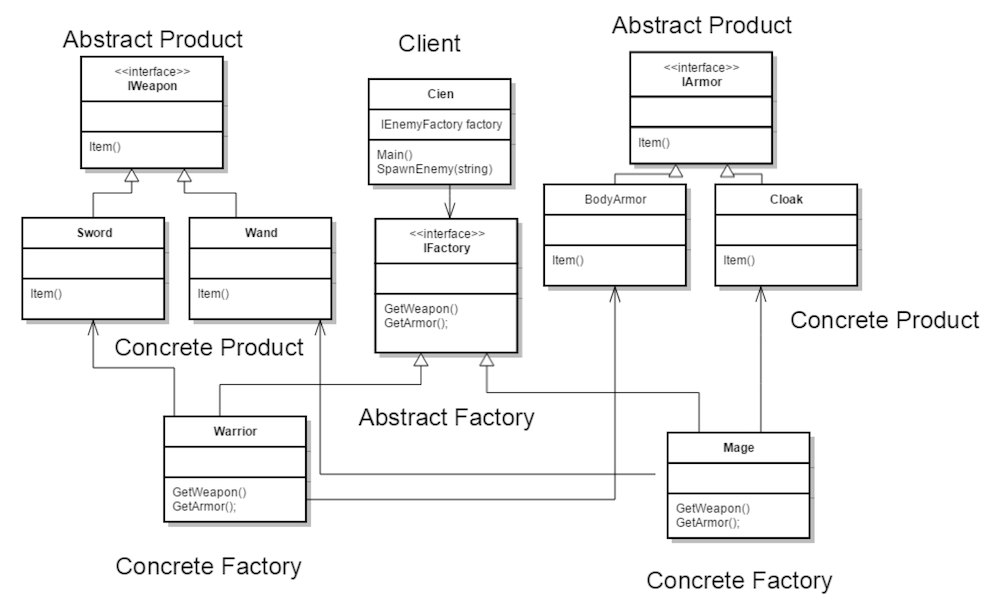 Abstract Product
<<interface>>
IWeapon
Item()
Client
Cien
IEnemyFactory factory
Main()
SpawnEnemy(string)
Abstract Product
<<interface>>
IArmor
Item()
Sword
Item()
Wand
Item()
<<interface>>
IFactory
GetWeapon()
GetArmor();
BodyArmor
Item()
Cloak
Item()
Concrete Product
Concrete Product
Abstract Factory
Warrior
GetWeapon()
GetArmor();
Mage
GetWeapon()
GetArmor();
Concrete Factory
Concrete Factory